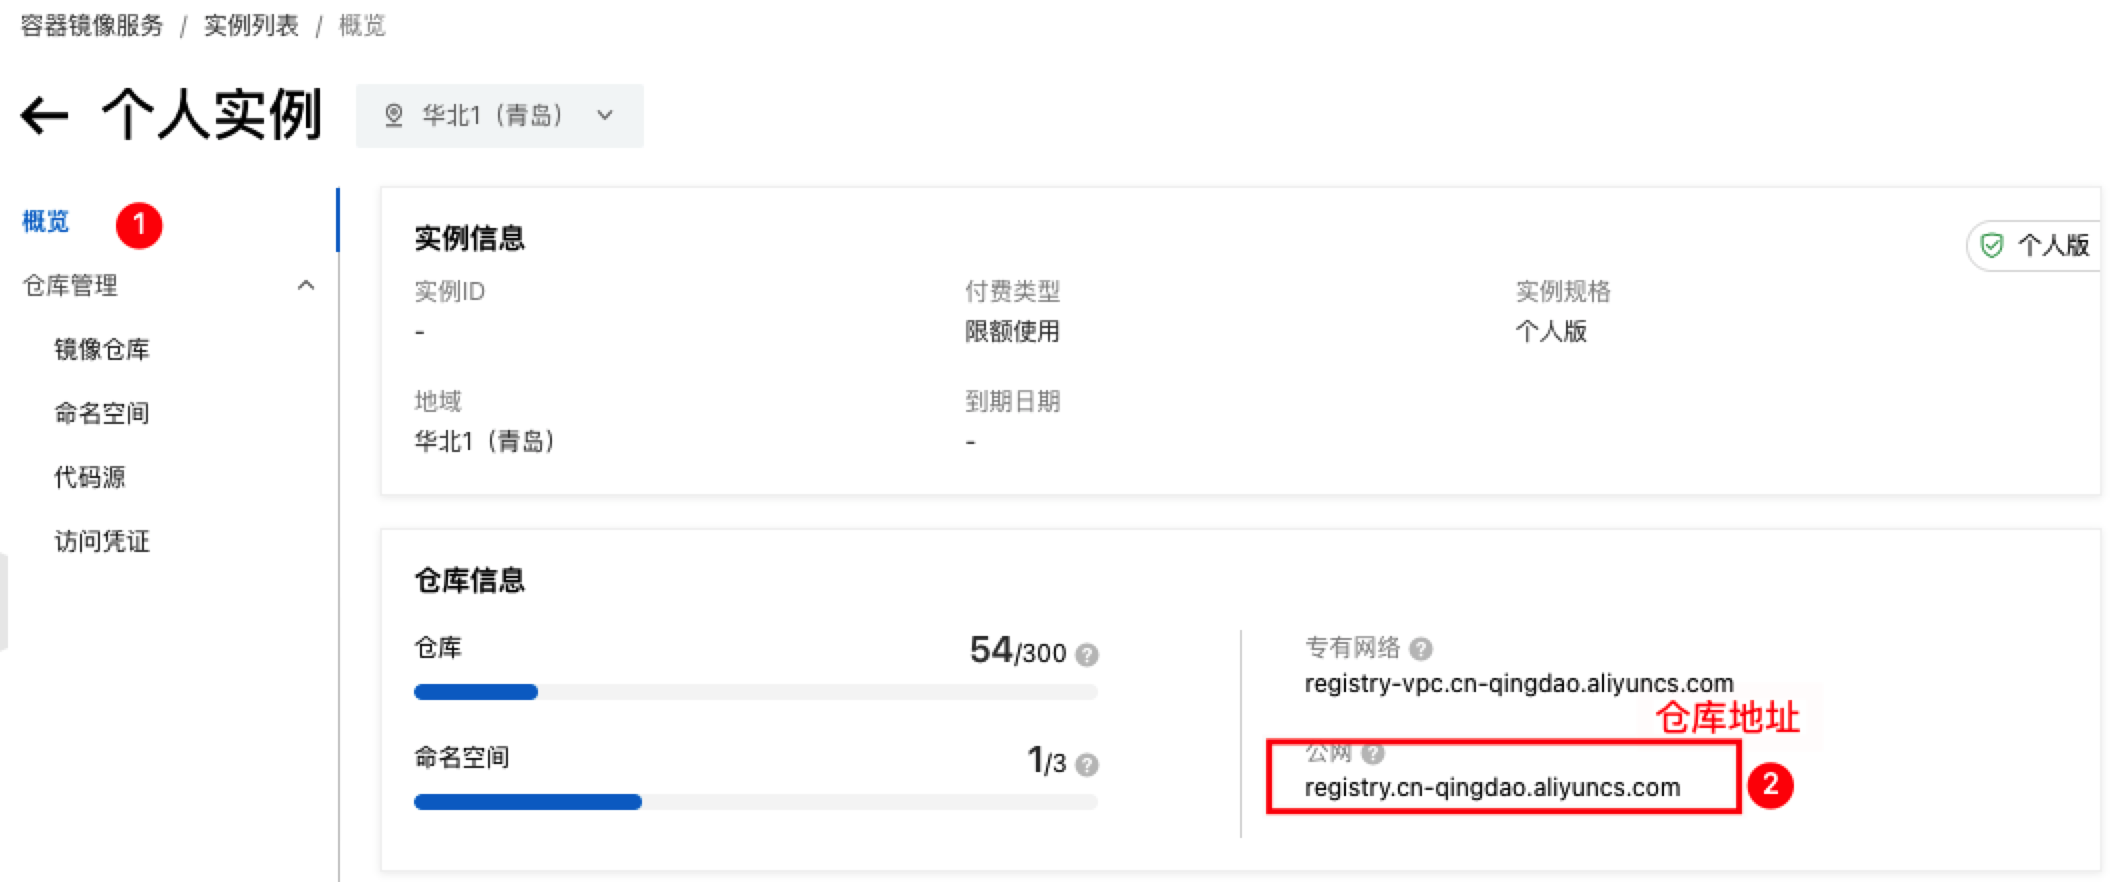 容器镜像服务 / 实例列表 / 概览
个人实例
华北1（青岛）
概览
1
仓库管理
镜像仓库
命名空间
代码源
访问凭证
实例信息
个人版
实例ID
-
付费类型
限额使用
实例规格
个人版
地域
华北1（青岛）
到期日期
-
仓库信息
仓库
54/300
命名空间
1/3
专有网络
registry-vpc.cn-qingdao.aliyuncs.com
仓库地址
公网
registry.cn-qingdao.aliyuncs.com
2